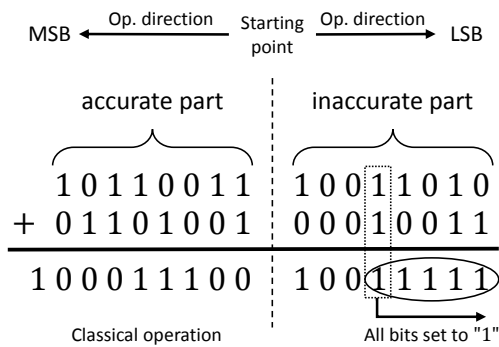 MSB Op. direction Starting point Op. direction LSB
accurate part inaccurate part
1 0 1 1 0 0 1 1 1 0 0 1 1 0 1 0
+ 0 1 1 0 1 0 0 1 0 0 0 1 0 0 1 1
1 0 0 0 1 1 1 0 0 1 0 0 1 1 1 1 1
Classical operation All bits set to "1"